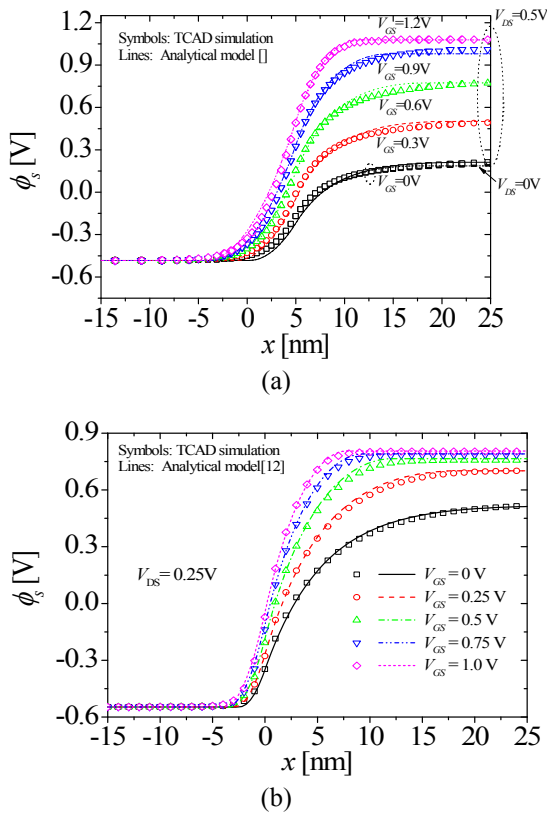 Symbols: TCAD simulation
Lines: Analytical model []
V_GS=1.2V
V_GS=0.9V
V_GS=0.6V
V_GS=0.3V
V_GS=0V
V_DS=0.5V
V_DS=0V
1.2
0.9
0.6
0.3
0.0
-0.3
-0.6
ϕ_s [V]
-15 -10 -5 0 5 10 15 20 25
x [nm]
(a)
Symbols: TCAD simulation
Lines: Analytical model[12]
V_DS = 0.25V
V_GS = 0 V
V_GS = 0.25 V
V_GS = 0.5 V
V_GS = 0.75 V
V_GS = 1.0 V
0.9
0.6
0.3
0.0
-0.3
-0.6
ϕ_s [V]
-15 -10 -5 0 5 10 15 20 25
x [nm]
(b)